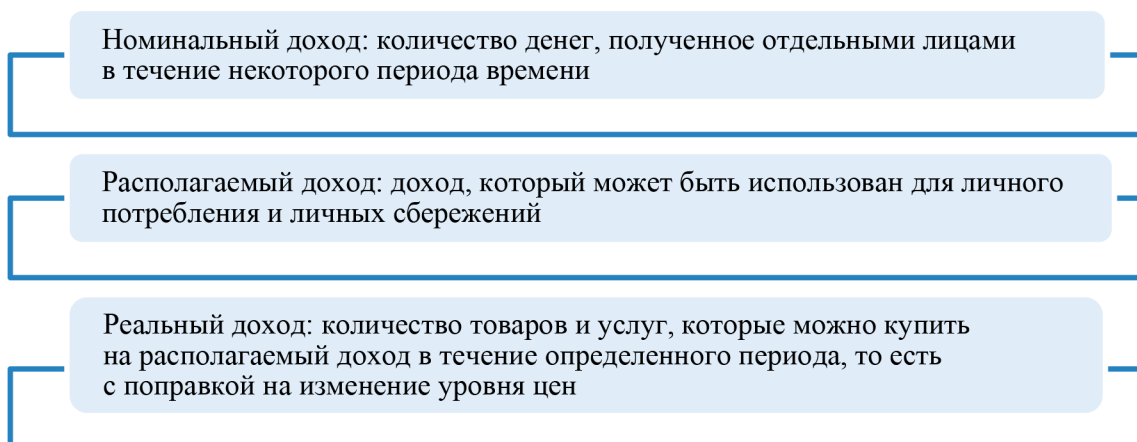 Номинальный доход: количество денег, полученное отдельными лицами
в течение некоторого периода времени
Располагаемый доход: доход, который может быть использован для личного
потребления и личных сбережений
Реальный доход: количество товаров и услуг, которые можно купить
на располагаемый доход в течение определенного периода, то есть
с поправкой на изменение уровня цен